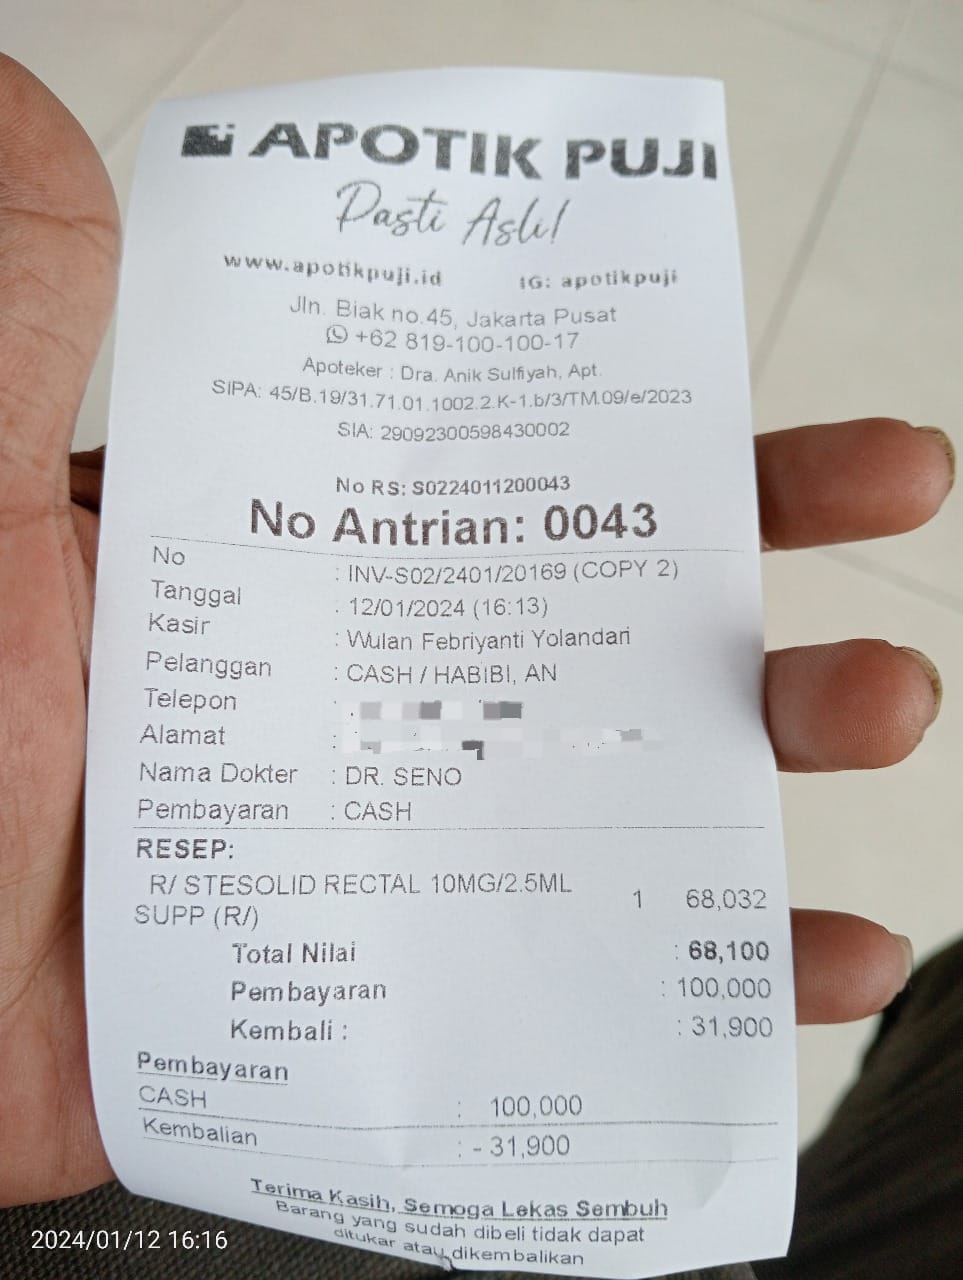 APOTIK PUJI
Pasti Asli!
www.apotikpuji.id IG: apotikpuji
Jln. Biak no.45, Jakarta Pusat
+62 819-100-100-17
Apoteker : Dra. Anik Sulfiyah, Apt.
SIPA: 45/B.19/31.71.01.1002.2.K-1.b/3/TM.09/e/2023
SIA: 29092300598430002
No RS: S0224011200043
No Antrian: 0043
No : INV-S02/2401/20169 (COPY 2)
Tanggal : 12/01/2024 (16:13)
Kasir : Wulan Febriyanti Yolandari
Pelanggan : CASH / HABIBI, AN
Telepon :
Alamat :
Nama Dokter : DR. SENO
Pembayaran : CASH
RESEP:
R/ STESOLID RECTAL 10MG/2.5ML
SUPP (R/) 1 68,032
Total Nilai : 68,100
Pembayaran : 100,000
Kembali : : 31,900
Pembayaran
CASH : 100,000
Kembalian : - 31,900
Terima Kasih, Semoga Lekas Sembuh
Barang yang sudah dibeli tidak dapat
ditukar atau dikembalikan
2024/01/12 16:16